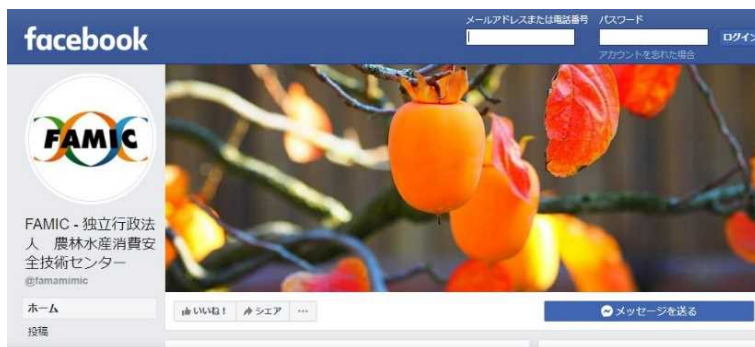 facebook
メールアドレスまたは電話番号
パスワード
ログイン
アカウントを忘れた場合
FAMIC
FAMIC - 独立行政法
人　農林水産消費安
全技術センター
@famamimic
ホーム
投稿
いいね！
シェア
メッセージを送る